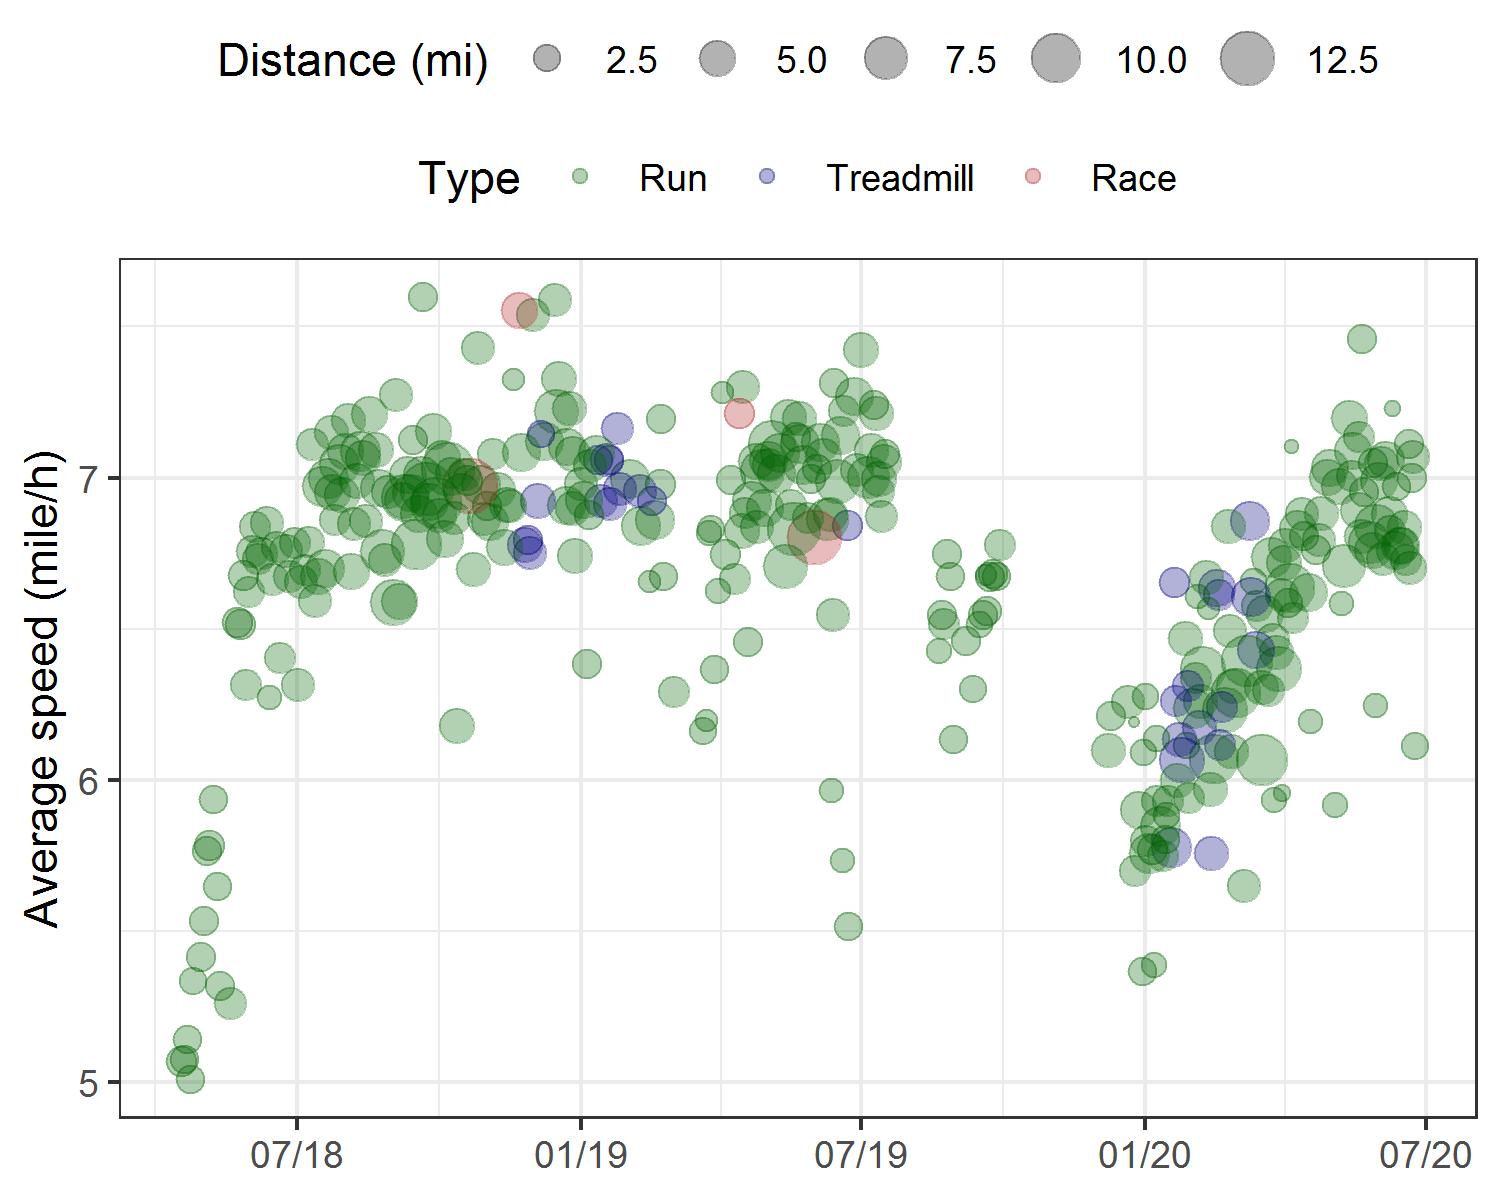 Distance (mi) 2.5 5.0 7.5 10.0 12.5
Type Run Treadmill Race
Average speed (mile/h)
7
6
5
07/18 01/19 07/19 01/20 07/20